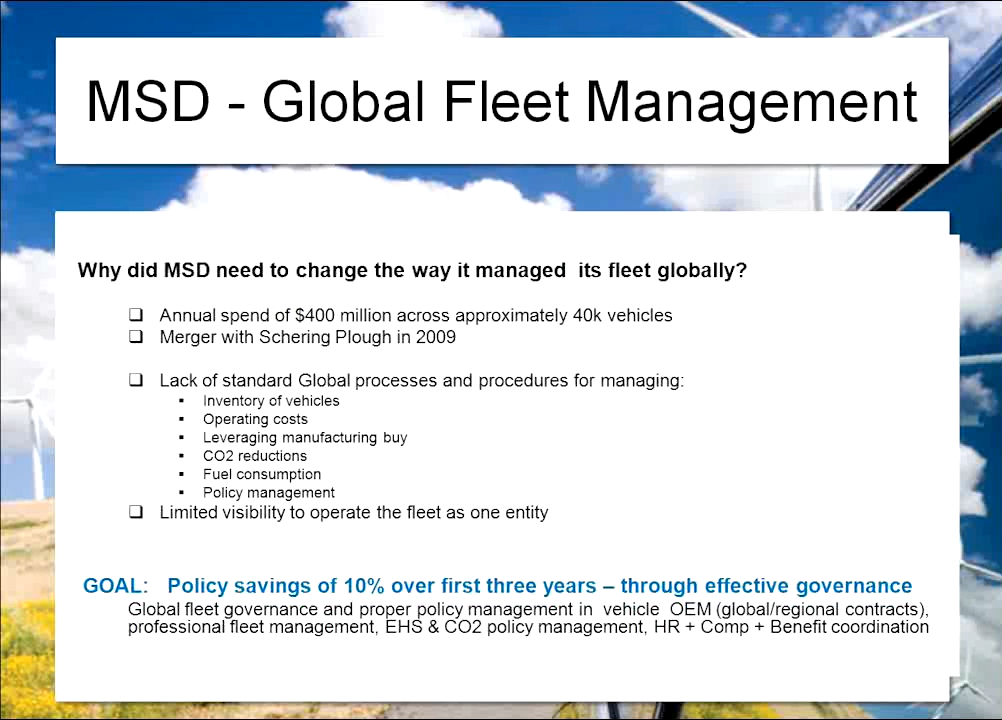 MSD - Global Fleet Management
Why did MSD need to change the way it managed its fleet globally?
❑ Annual spend of $400 million across approximately 40k vehicles
❑ Merger with Schering Plough in 2009
❑ Lack of standard Global processes and procedures for managing:
▪ Inventory of vehicles
▪ Operating costs
▪ Leveraging manufacturing buy
▪ CO2 reductions
▪ Fuel consumption
▪ Policy management
❑ Limited visibility to operate the fleet as one entity
GOAL: Policy savings of 10% over first three years – through effective governance
Global fleet governance and proper policy management in vehicle OEM (global/regional contracts),
professional fleet management, EHS & CO2 policy management, HR + Comp + Benefit coordination